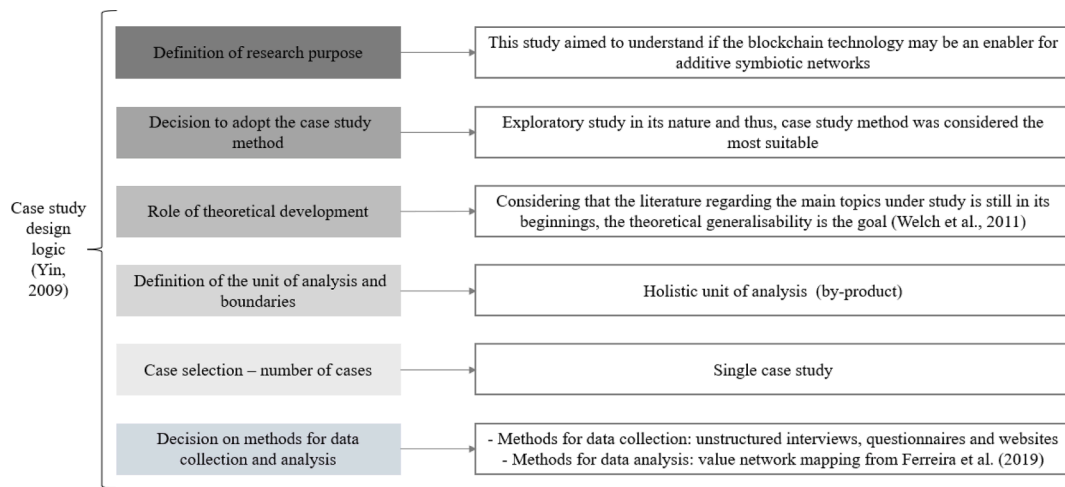 Case study
design
logic
(Yin,
2009)
Definition of research purpose
This study aimed to understand if the blockchain technology may be an enabler for
additive symbiotic networks
Decision to adopt the case study
method
Exploratory study in its nature and thus, case study method was considered the
most suitable
Role of theoretical development
Considering that the literature regarding the main topics under study is still in its
beginnings, the theoretical generalisability is the goal (Welch et al., 2011)
Definition of the unit of analysis and
boundaries
Holistic unit of analysis (by-product)
Case selection – number of cases
Single case study
Decision on methods for data
collection and analysis
- Methods for data collection: unstructured interviews, questionnaires and websites
- Methods for data analysis: value network mapping from Ferreira et al. (2019)